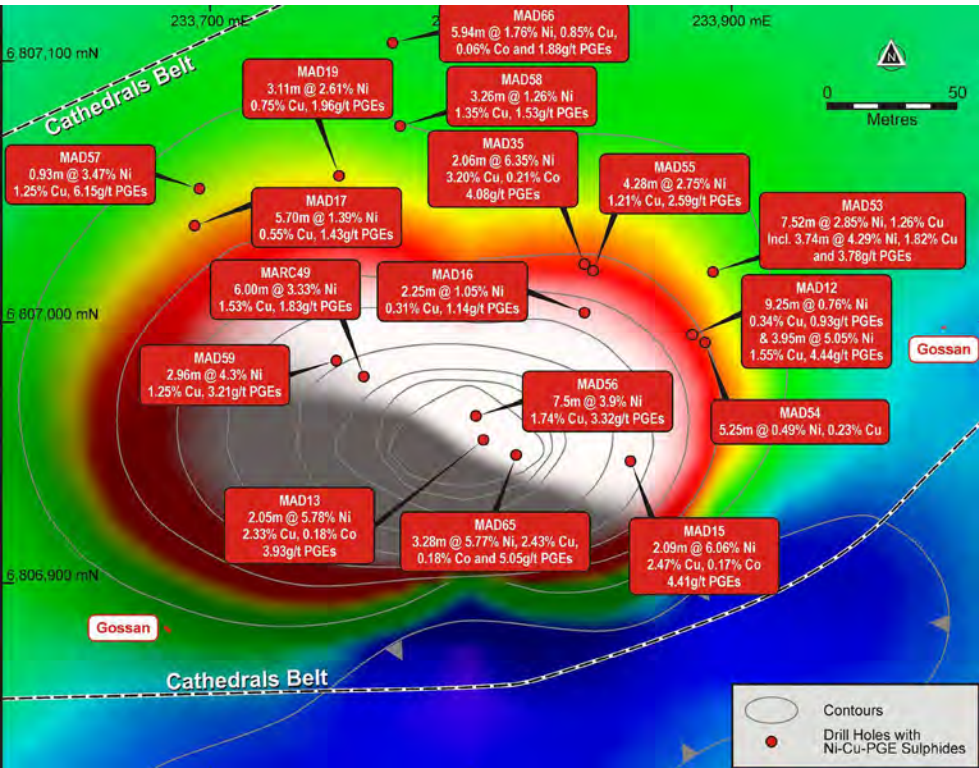 233,700 mE
233,900 mE
6,807,100 mN
Cathedrals Belt
MAD66
5.94m @ 1.76% Ni, 0.85% Cu,
0.06% Co and 1.88g/t PGEs
N
0 50
Metres
MAD19
3.11m @ 2.61% Ni
0.75% Cu, 1.96g/t PGEs
MAD58
3.26m @ 1.26% Ni
1.35% Cu, 1.53g/t PGEs
MAD35
2.06m @ 6.35% Ni
3.20% Cu, 0.21% Co
4.08g/t PGEs
MAD57
0.93m @ 3.47% Ni
1.25% Cu, 6.15g/t PGEs
MAD55
4.28m @ 2.75% Ni
1.21% Cu, 2.59g/t PGEs
MAD17
5.70m @ 1.39% Ni
0.55% Cu, 1.43g/t PGEs
MAD53
7.52m @ 2.85% Ni, 1.26% Cu
Incl. 3.74m @ 4.29% Ni, 1.82% Cu
and 3.78g/t PGEs
MARC49
6.00m @ 3.33% Ni
1.53% Cu, 1.83g/t PGEs
MAD16
2.25m @ 1.05% Ni
0.31% Cu, 1.14g/t PGEs
MAD12
9.25m @ 0.76% Ni
0.34% Cu, 0.93g/t PGEs
& 3.95m @ 5.05% Ni
1.55% Cu, 4.44g/t PGEs
6,807,000 mN
Gossan
MAD59
2.96m @ 4.3% Ni
1.25% Cu, 3.21g/t PGEs
MAD56
7.5m @ 3.9% Ni
1.74% Cu, 3.32g/t PGEs
MAD54
5.25m @ 0.49% Ni, 0.23% Cu
MAD13
2.05m @ 5.78% Ni
2.33% Cu, 0.18% Co
3.93g/t PGEs
MAD65
3.28m @ 5.77% Ni, 2.43% Cu,
0.18% Co and 5.05g/t PGEs
MAD15
2.09m @ 6.06% Ni
2.47% Cu, 0.17% Co
4.41g/t PGEs
6,806,900 mN
Gossan
Cathedrals Belt
Contours
Drill Holes with
Ni-Cu-PGE Sulphides